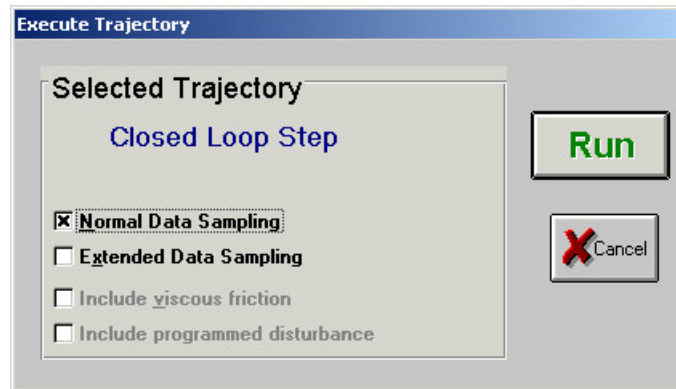 Execute Trajectory
Selected Trajectory
Closed Loop Step
Run
Normal Data Sampling
Extended Data Sampling
Cancel
Include viscous friction
Include programmed disturbance